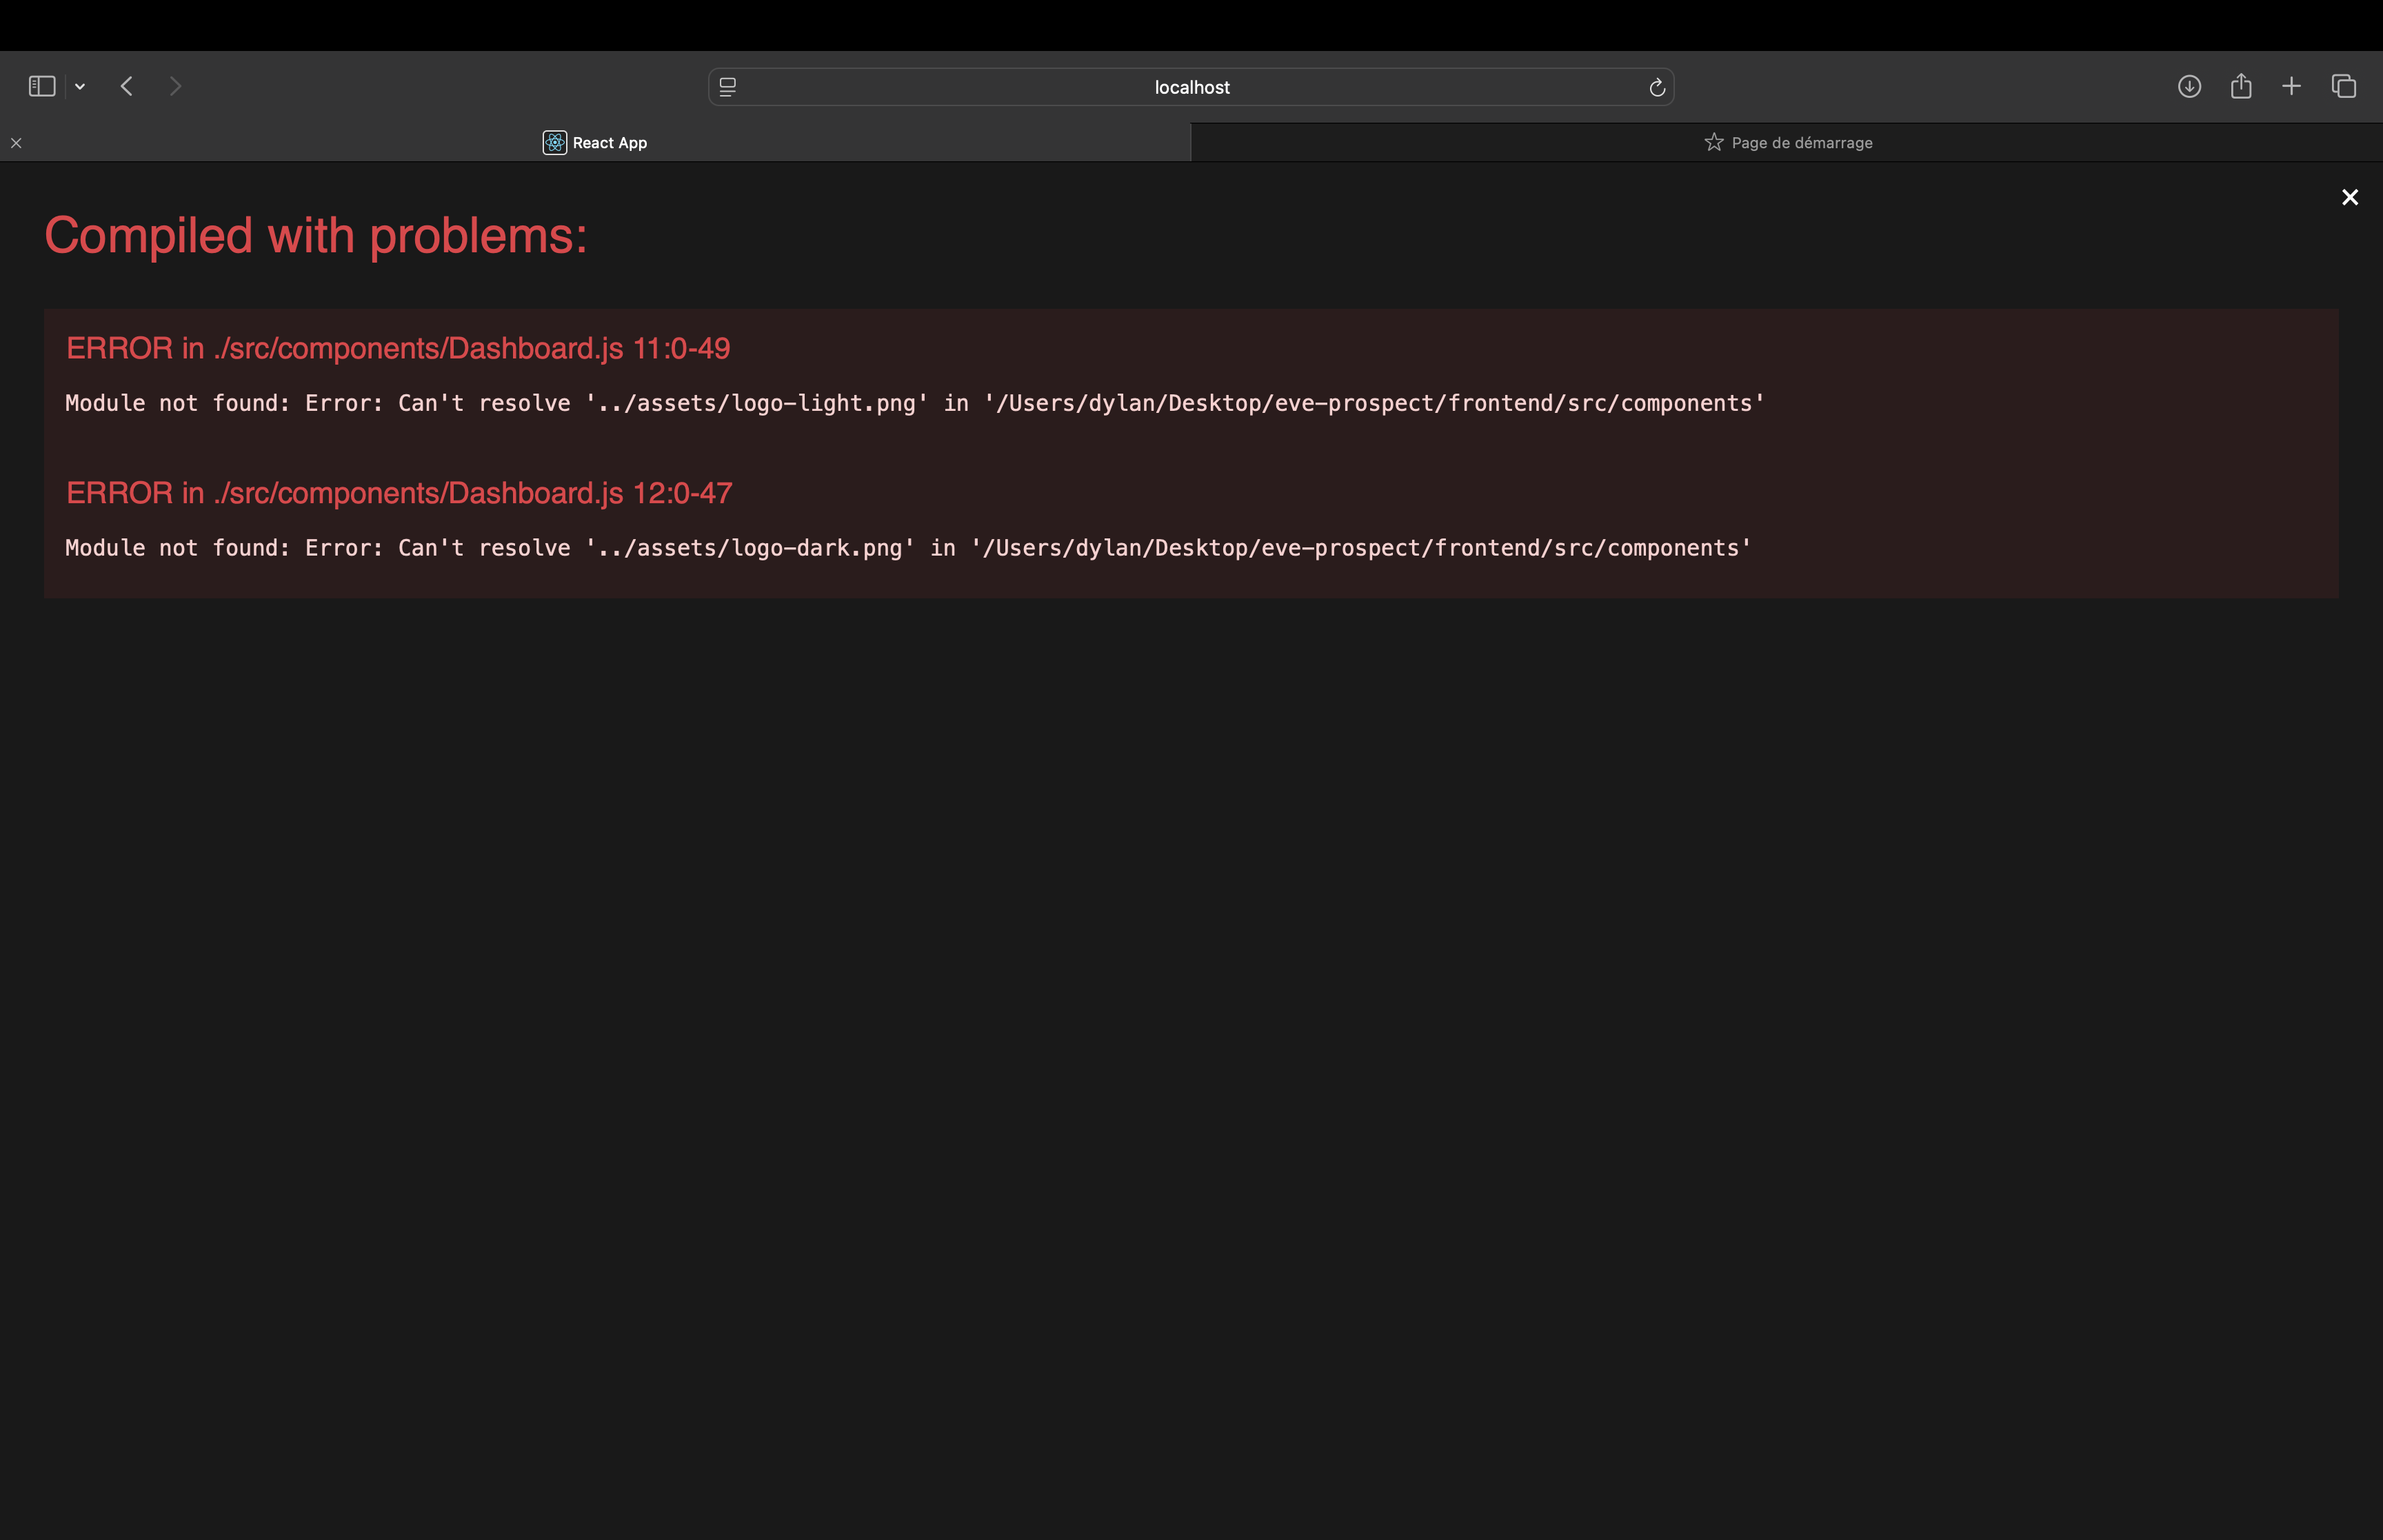 localhost
React App
Page de démarrage
Compiled with problems:
ERROR in ./src/components/Dashboard.js 11:0-49
Module not found: Error: Can't resolve '../assets/logo-light.png' in '/Users/dylan/Desktop/eve-prospect/frontend/src/components'
ERROR in ./src/components/Dashboard.js 12:0-47
Module not found: Error: Can't resolve '../assets/logo-dark.png' in '/Users/dylan/Desktop/eve-prospect/frontend/src/components'